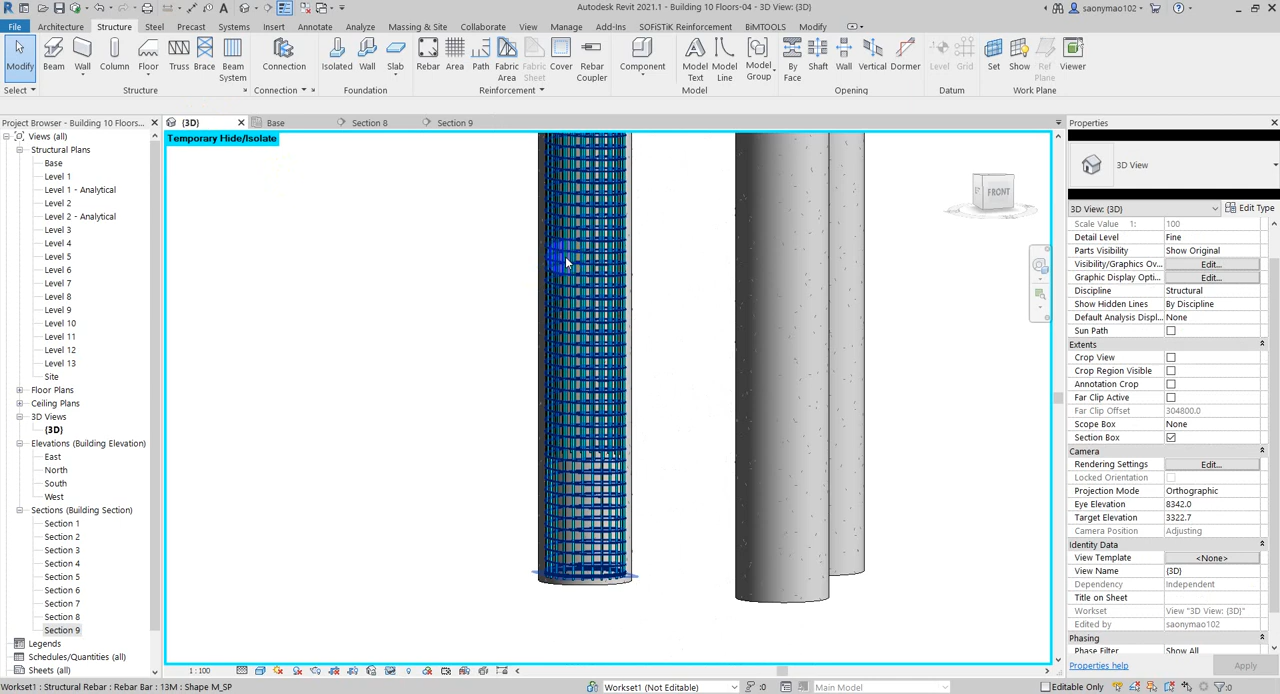 Autodesk Revit 2021.1 - Building 10 Floors-04 - 3D View: {3D}
saonymao102
File Architecture Structure Steel Precast Systems Insert Annotate Analyze Massing & Site Collaborate View Manage Add-Ins SOFiSTiK Reinforcement BiMTOOLS Modify
Modify Beam Wall Column Floor Truss Brace Beam System Connection Isolated Wall Slab Rebar Area Path Fabric Area Fabric Sheet Cover Rebar Coupler Component Model Text Model Line Model Group By Face Shaft Wall Vertical Dormer Level Grid Set Show Ref Plane Viewer
Select Structure Connection Foundation Reinforcement Model Opening Datum Work Plane
Project Browser - Building 10 Floors...
{3D} Base Section 8 Section 9
Properties
Views (all)
Structural Plans
Base
Level 1
Level 1 - Analytical
Level 2
Level 2 - Analytical
Level 3
Level 4
Level 5
Level 6
Level 7
Level 8
Level 9
Level 10
Level 11
Level 12
Level 13
Site
Floor Plans
Ceiling Plans
3D Views
{3D}
Elevations (Building Elevation)
East
North
South
West
Sections (Building Section)
Section 1
Section 2
Section 3
Section 4
Section 5
Section 6
Section 7
Section 8
Section 9
Legends
Schedules/Quantities (all)
Sheets (all)
Temporary Hide/Isolate
FRONT
3D View
3D View: {3D} Edit Type
Scale Value 1: 100
Detail Level Fine
Parts Visibility Show Original
Visibility/Graphics Ov... Edit...
Graphic Display Opti... Edit...
Discipline Structural
Show Hidden Lines By Discipline
Default Analysis Displ... None
Sun Path
Extents
Crop View
Crop Region Visible
Annotation Crop
Far Clip Active
Far Clip Offset 304800.0
Scope Box None
Section Box
Camera
Rendering Settings Edit...
Locked Orientation
Projection Mode Orthographic
Eye Elevation 8342.0
Target Elevation 3322.7
Camera Position Adjusting
Identity Data
View Template <None>
View Name {3D}
Dependency Independent
Title on Sheet
Workset View "3D View: {3D}"
Edited by saonymao102
Phasing
Phase Filter Show All
Properties help Apply
1 : 100
Workset1 : Structural Rebar : Rebar Bar : 13M : Shape M_SP
Workset1 (Not Editable) :0 Main Model Editable Only :0